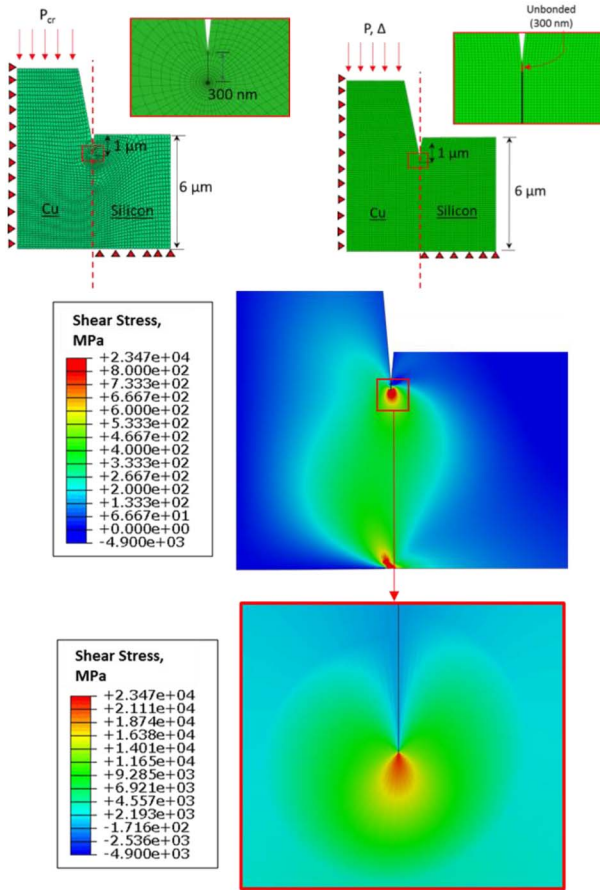 Pcr
300 nm
1 μm
6 μm
Cu
Silicon
P, Δ
Unbonded
(300 nm)
1 μm
6 μm
Cu
Silicon
Shear Stress,
MPa
+2.347e+04
+8.000e+02
+7.333e+02
+6.667e+02
+6.000e+02
+5.333e+02
+4.667e+02
+4.000e+02
+3.333e+02
+2.667e+02
+2.000e+02
+1.333e+02
+6.667e+01
+0.000e+00
-4.900e+03
Shear Stress,
MPa
+2.347e+04
+2.111e+04
+1.874e+04
+1.638e+04
+1.401e+04
+1.165e+04
+9.285e+03
+6.921e+03
+4.557e+03
+2.193e+03
-1.716e+02
-2.536e+03
-4.900e+03